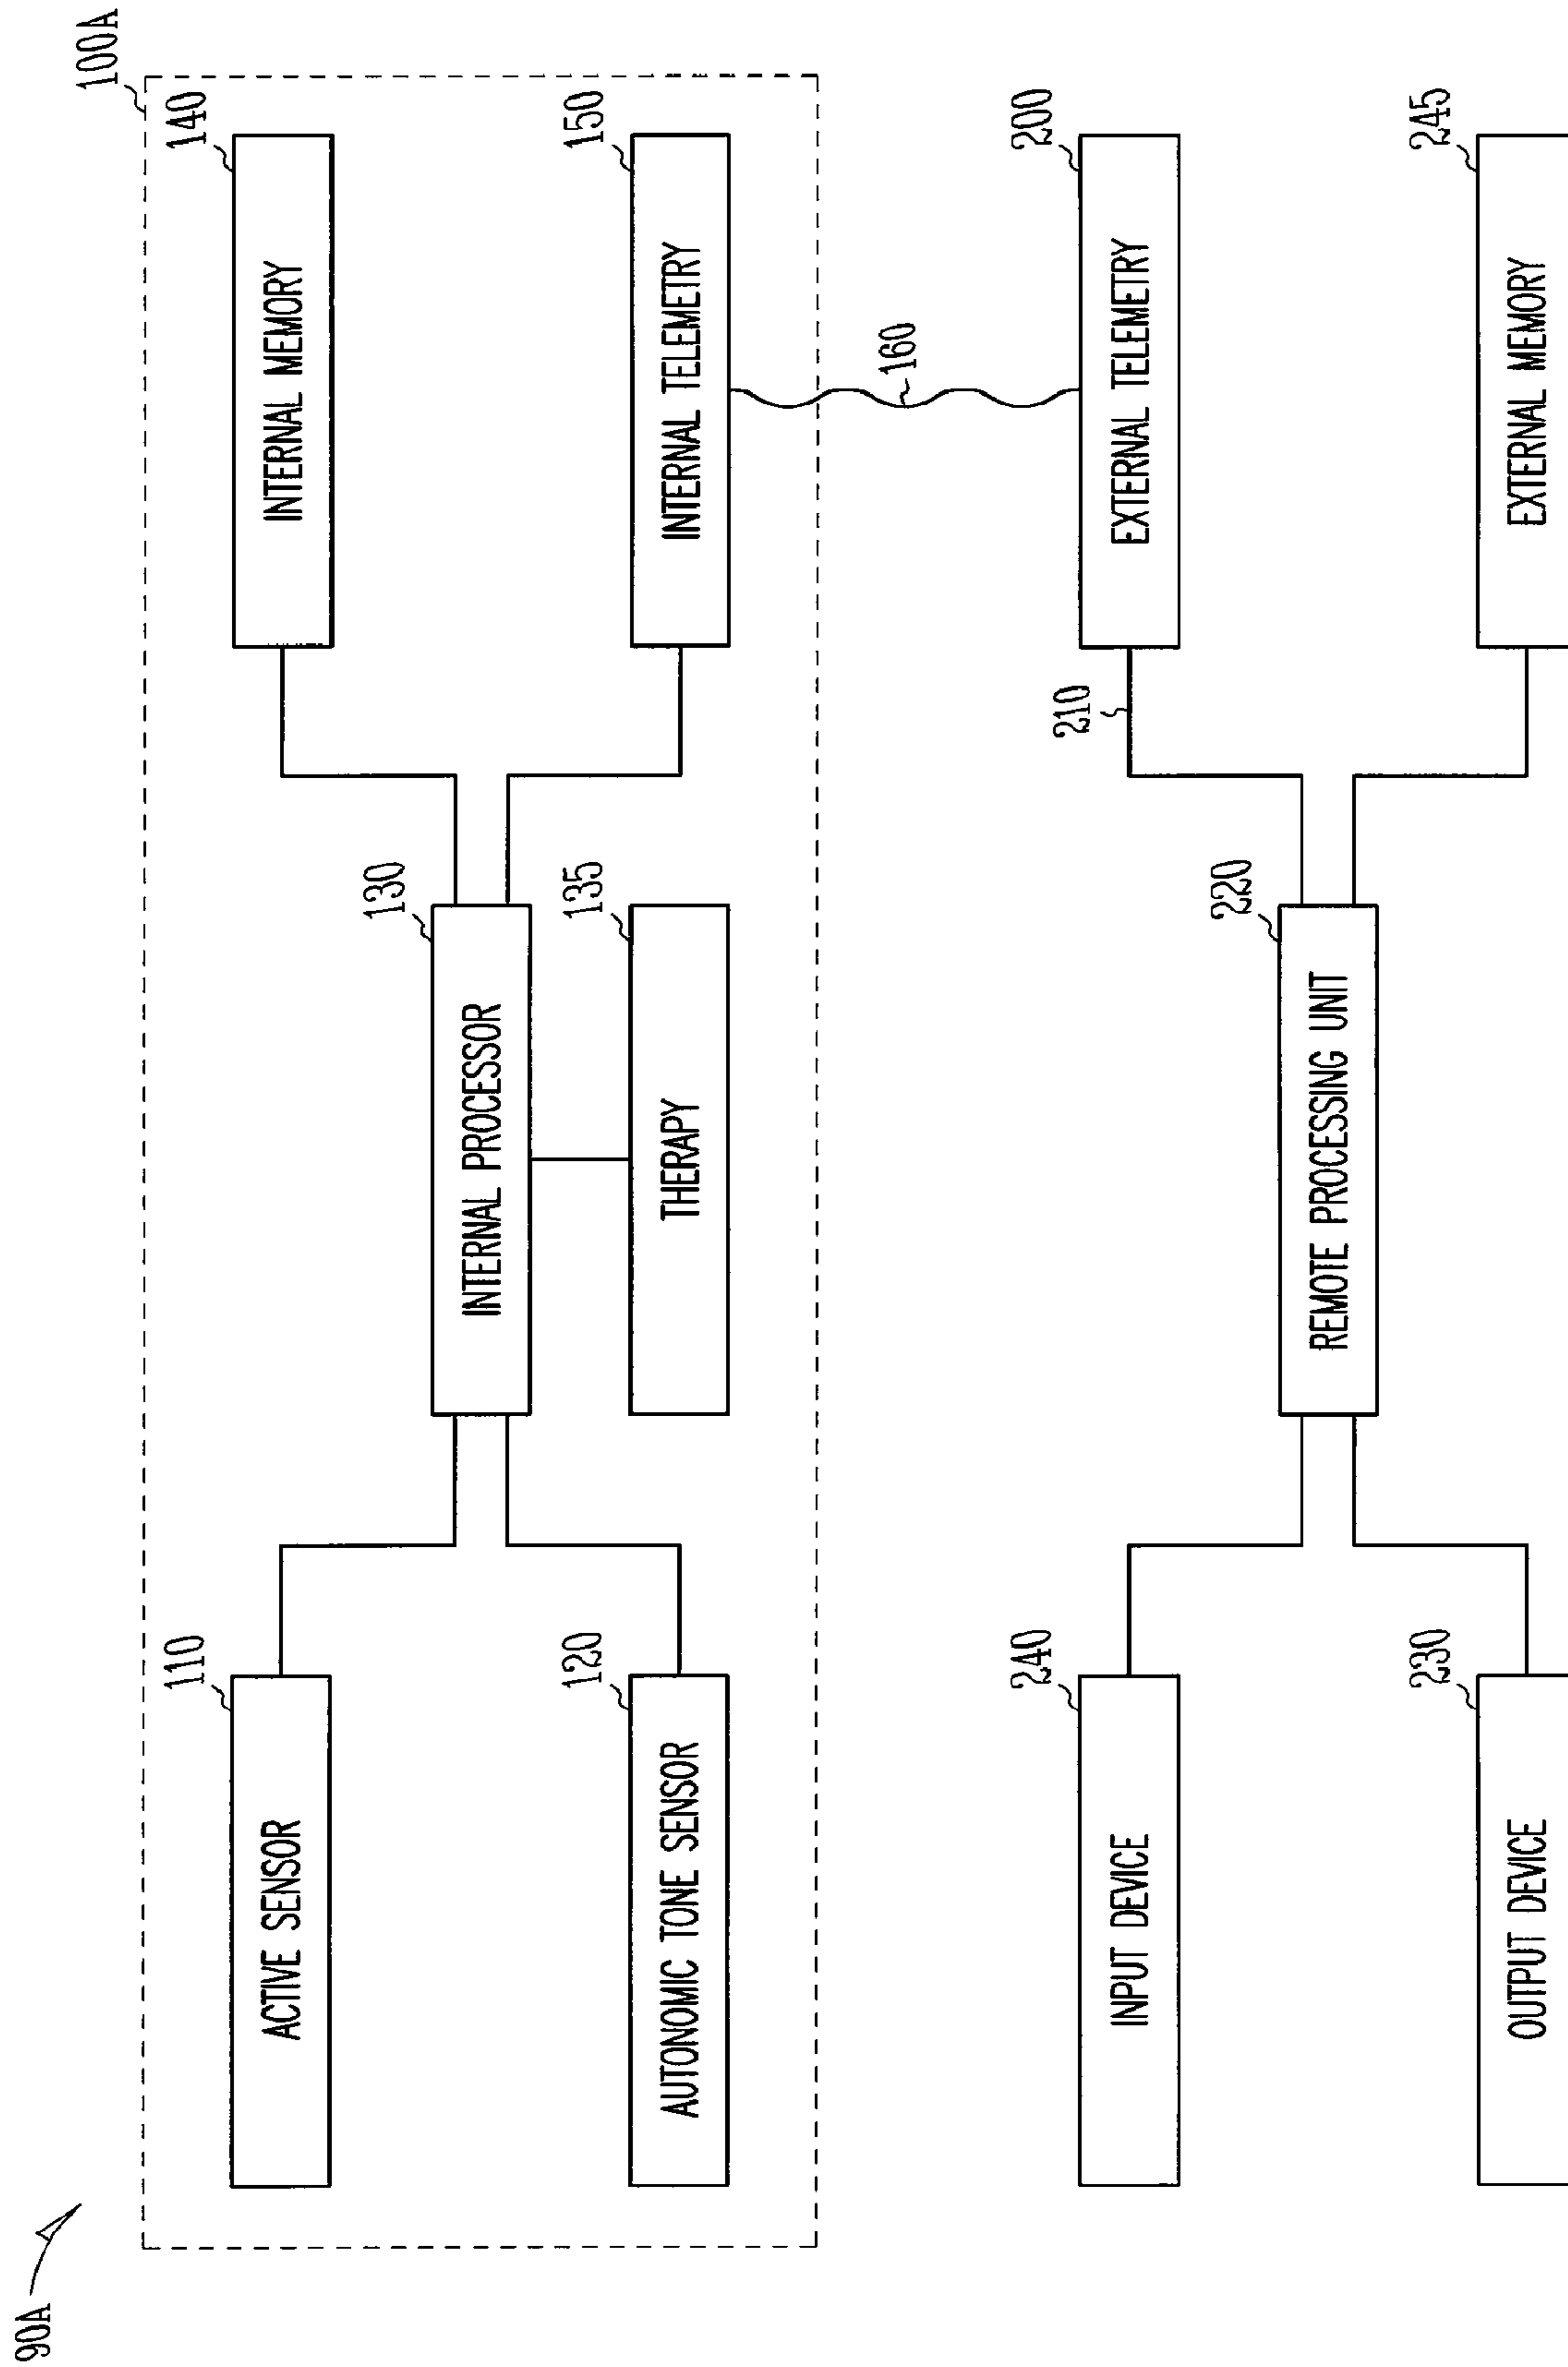 90A
100A
110
ACTIVE SENSOR
120
AUTONOMIC TONE SENSOR
130
INTERNAL PROCESSOR
135
THERAPY
140
INTERNAL MEMORY
150
INTERNAL TELEMETRY
160
240
INPUT DEVICE
230
OUTPUT DEVICE
220
REMOTE PROCESSING UNIT
210
200
EXTERNAL TELEMETRY
245
EXTERNAL MEMORY